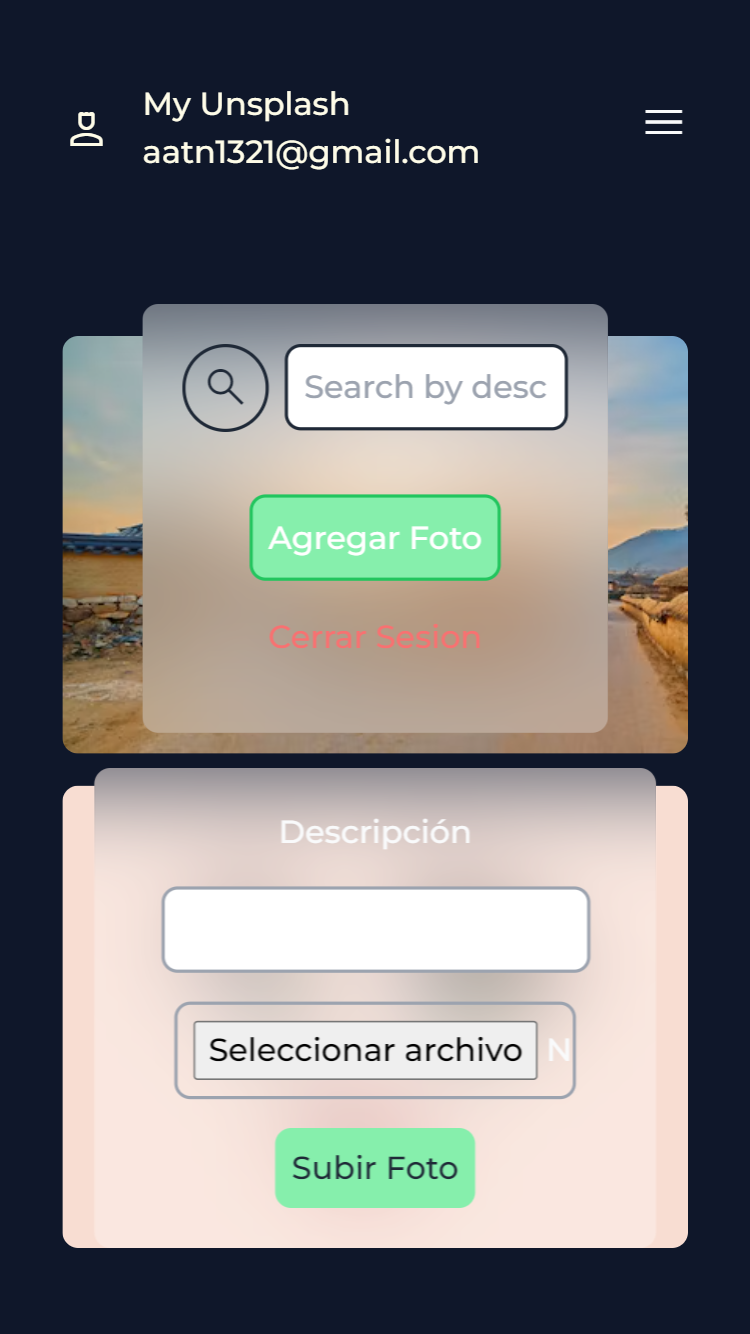 My Unsplash
aatn1321@gmail.com
Search by desc
Agregar Foto
Cerrar Sesion
Descripción
Seleccionar archivo N
Subir Foto